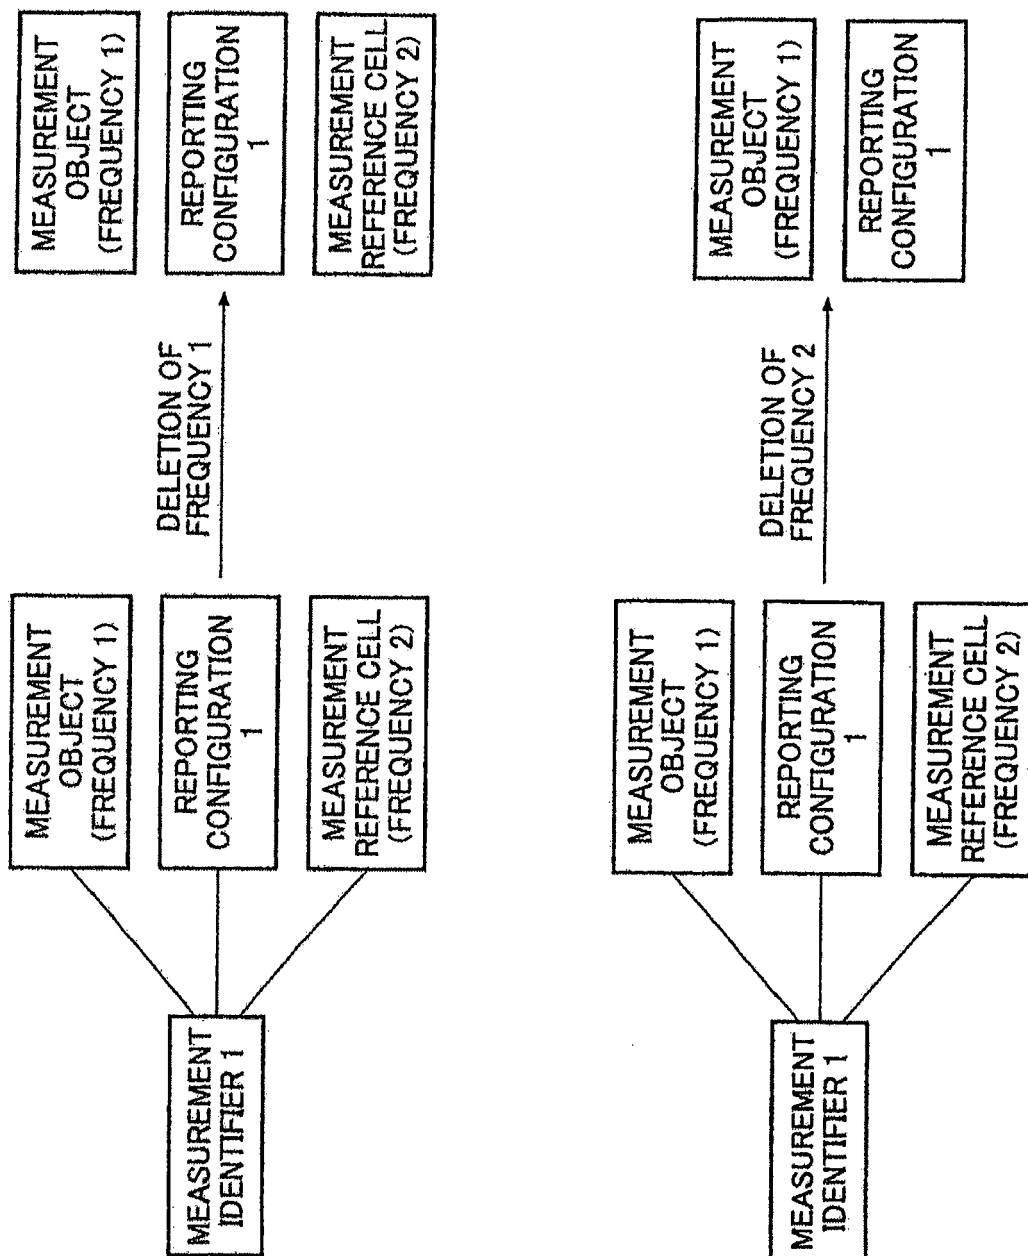 MEASUREMENT
IDENTIFIER 1
MEASUREMENT
OBJECT
(FREQUENCY 1)
REPORTING
CONFIGURATION
1
MEASUREMENT
REFERENCE CELL
(FREQUENCY 2)
DELETION OF
FREQUENCY 1
MEASUREMENT
OBJECT
(FREQUENCY 1)
REPORTING
CONFIGURATION
1
MEASUREMENT
REFERENCE CELL
(FREQUENCY 2)
MEASUREMENT
IDENTIFIER 1
MEASUREMENT
OBJECT
(FREQUENCY 1)
REPORTING
CONFIGURATION
1
MEASUREMENT
REFERENCE CELL
(FREQUENCY 2)
DELETION OF
FREQUENCY 2
MEASUREMENT
OBJECT
(FREQUENCY 1)
REPORTING
CONFIGURATION
1